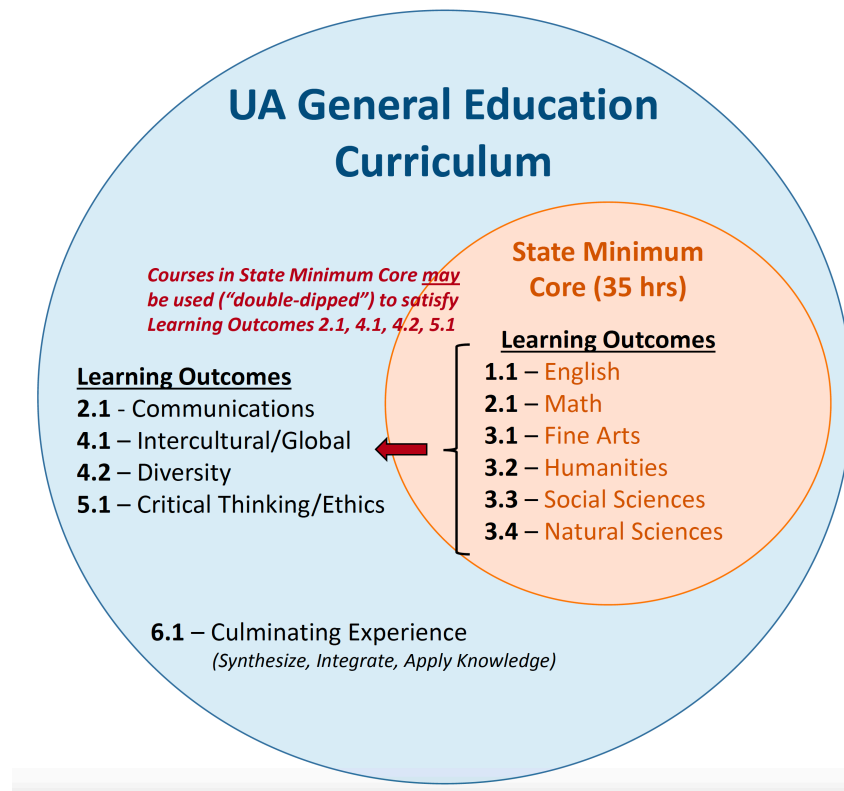 UA General Education
Curriculum
State Minimum
Core (35 hrs)
Courses in State Minimum Core may
be used (“double-dipped”) to satisfy
Learning Outcomes 2.1, 4.1, 4.2, 5.1
Learning Outcomes
2.1 - Communications
4.1 – Intercultural/Global
4.2 – Diversity
5.1 – Critical Thinking/Ethics
Learning Outcomes
1.1 – English
2.1 – Math
3.1 – Fine Arts
3.2 – Humanities
3.3 – Social Sciences
3.4 – Natural Sciences
6.1 – Culminating Experience
(Synthesize, Integrate, Apply Knowledge)